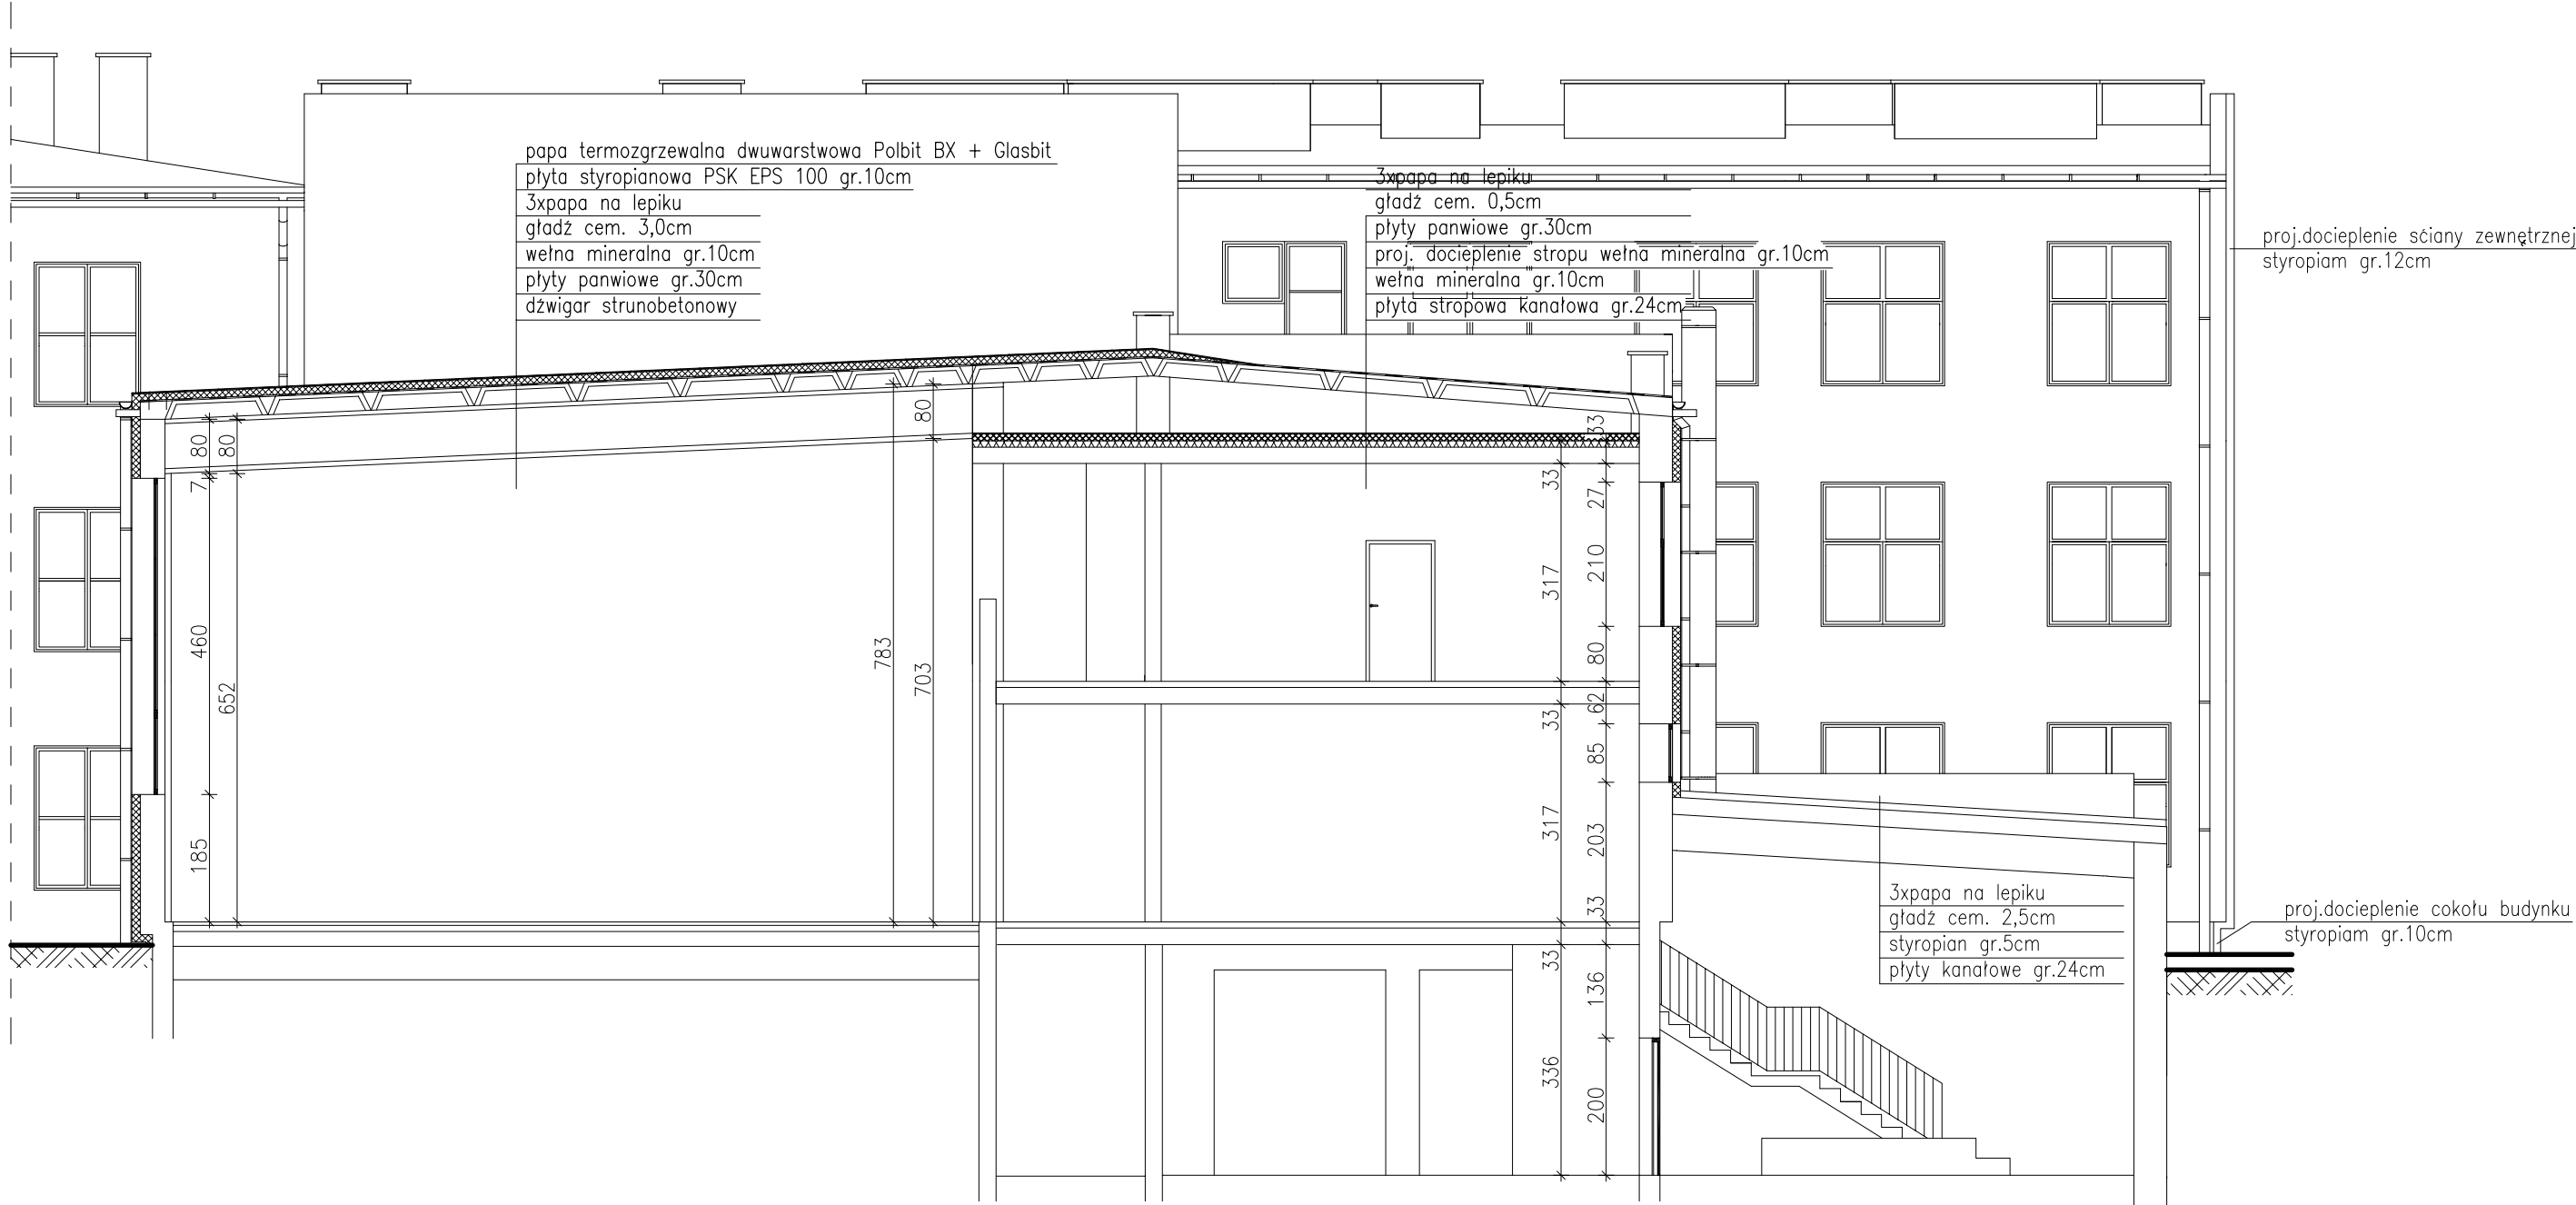 papa termozgrzewalna dwuwarstwowa Polbit BX + Glasbit
płyta styropianowa PSK EPS 100 gr.10cm
3xpapa na lepiku
gładź cem. 3,0cm
wełna mineralna gr.10cm
płyty panwiowe gr.30cm
dźwigar strunobetonowy
3xpapa na lepiku
gładź cem. 0,5cm
płyty panwiowe gr.30cm
proj. docieplenie stropu wełna mineralna gr.10cm
wełna mineralna gr.10cm
płyta stropowa kanałowa gr.24cm
proj.docieplenie sćiany zewnętrznej
styropiam gr.12cm
80
80
7
460
652
185
80
783
703
33
33
27
210
317
80
62
33
85
317
203
33
33
136
336
200
3xpapa na lepiku
gładź cem. 2,5cm
styropian gr.5cm
płyty kanałowe gr.24cm
proj.docieplenie cokołu budynku
styropiam gr.10cm